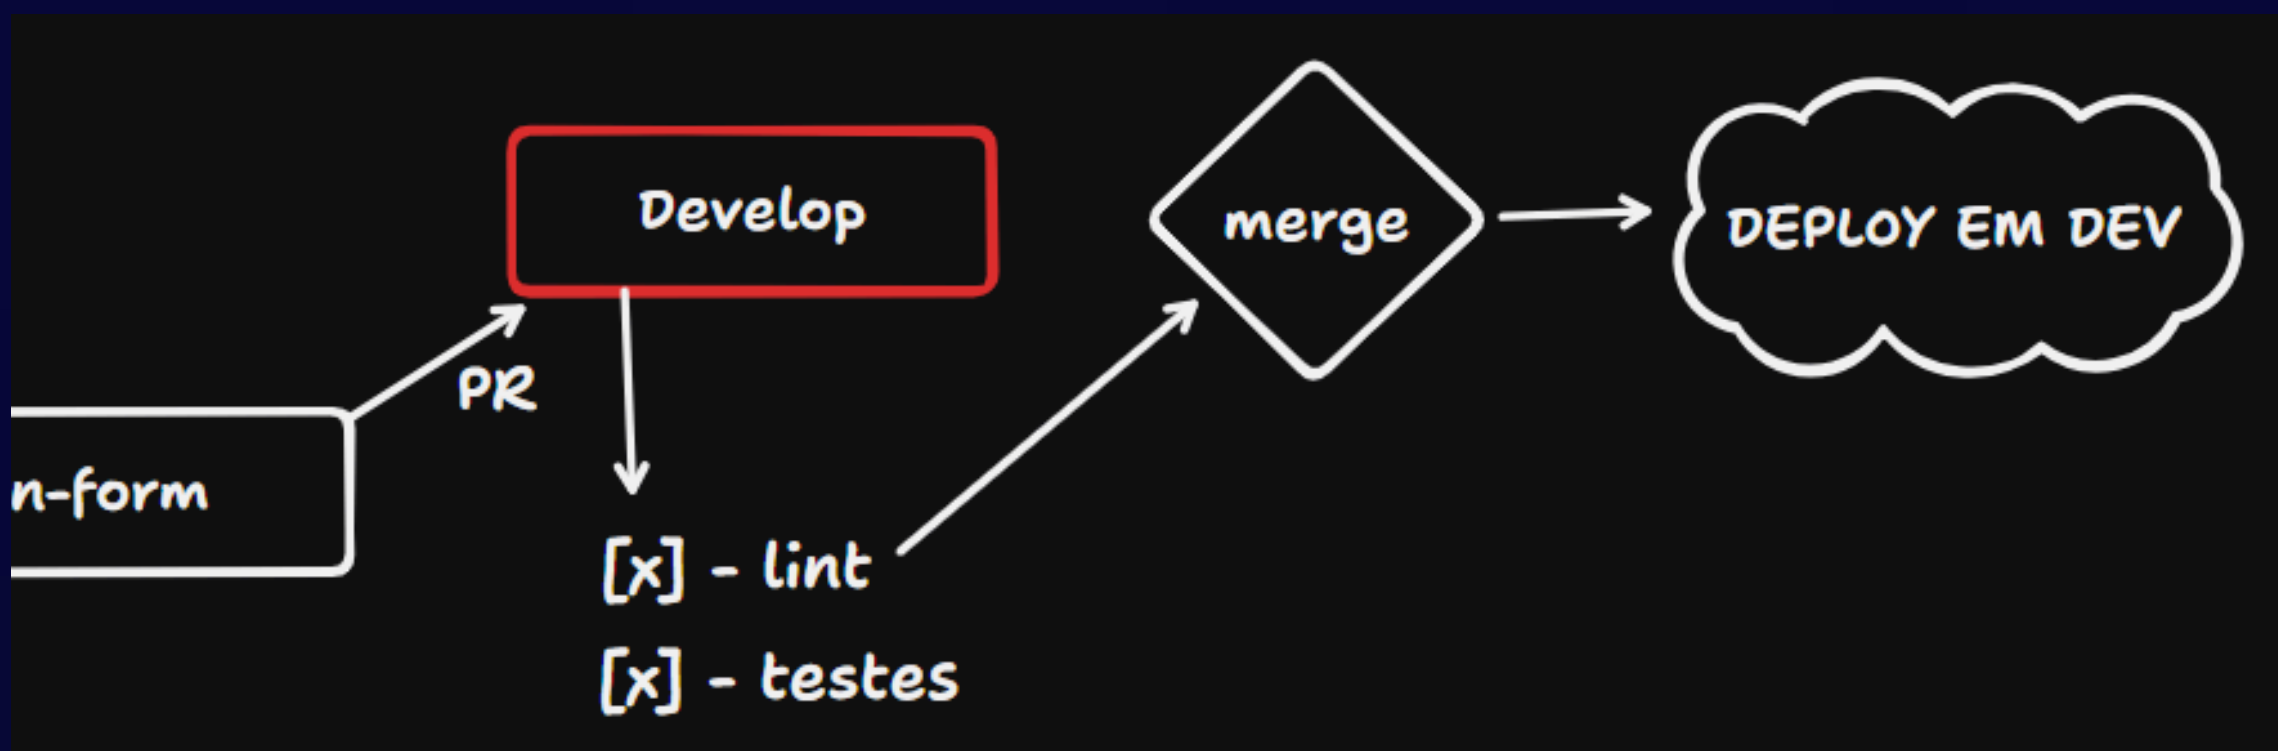 Develop
merge
DEPLOY EM DEV
PR
n-form
[x] - lint
[x] - testes